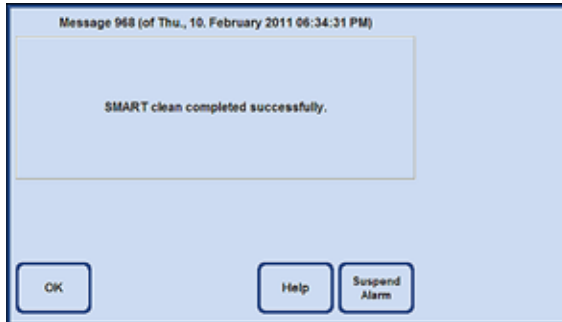 Message 968 (of Thu., 10. February 2011 06:34:31 PM)
SMART clean completed successfully.
OK
Help
Suspend
Alarm